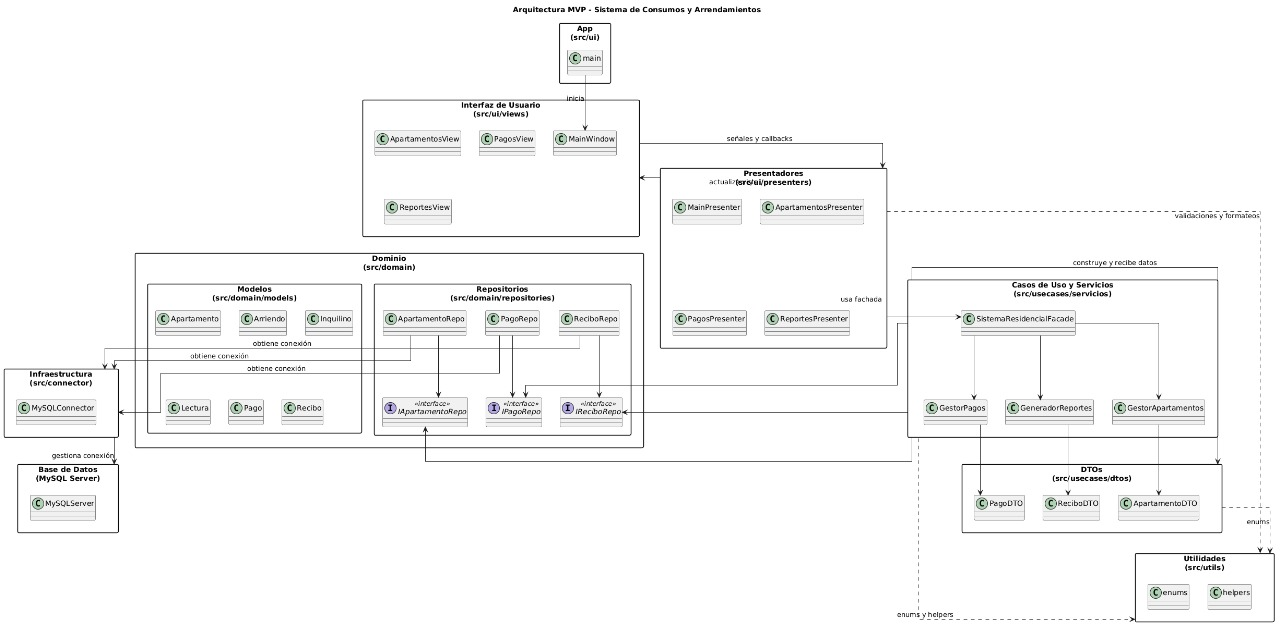 Arquitectura MVP - Sistema de Consumos y Arrendamientos
App
(src/ui)
C main
inicia
Interfaz de Usuario
(src/ui/views)
C ApartamentosView
C PagosView
C MainWindow
C ReportesView
señales y callbacks
Presentadores
(src/ui/presenters)
C MainPresenter
C ApartamentosPresenter
C PagosPresenter
C ReportesPresenter
validaciones y formateos
usa fachada
construye y recibe datos
Dominio
(src/domain)
Modelos
(src/domain/models)
C Apartamento
C Arriendo
C Inquilino
C Lectura
C Pago
C Recibo
Repositorios
(src/domain/repositories)
C ApartamentoRepo
C PagoRepo
C ReciboRepo
«interface»
I IApartamentoRepo
«interface»
I IPagoRepo
«interface»
I IReciboRepo
obtiene conexión
obtiene conexión
obtiene conexión
Casos de Uso y Servicios
(src/usecases/servicios)
C SistemaResidencialFacade
C GestorPagos
C GeneradorReportes
C GestorApartamentos
Infraestructura
(src/connector)
C MySQLConnector
gestiona conexión
Base de Datos
(MySQL Server)
C MySQLServer
DTOs
(src/usecases/dtos)
C PagoDTO
C ReciboDTO
C ApartamentoDTO
enums
enums y helpers
Utilidades
(src/utils)
C enums
C helpers